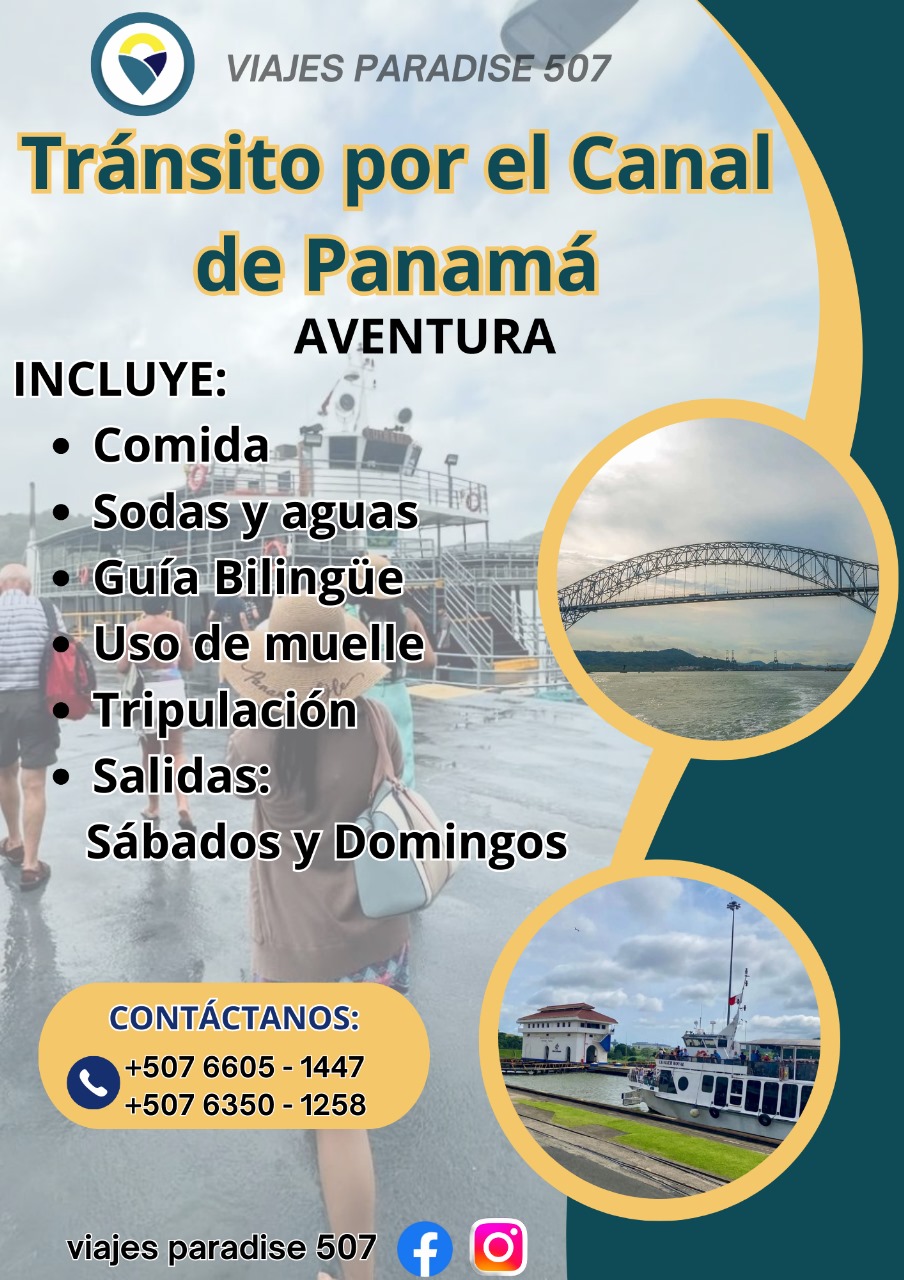 VIAJES PARADISE 507
Tránsito por el Canal
de Panamá
AVENTURA
INCLUYE:
• Comida
• Sodas y aguas
• Guía Bilingüe
• Uso de muelle
• Tripulación
• Salidas:
Sábados y Domingos
CONTÁCTANOS:
+507 6605 - 1447
+507 6350 - 1258
viajes paradise 507